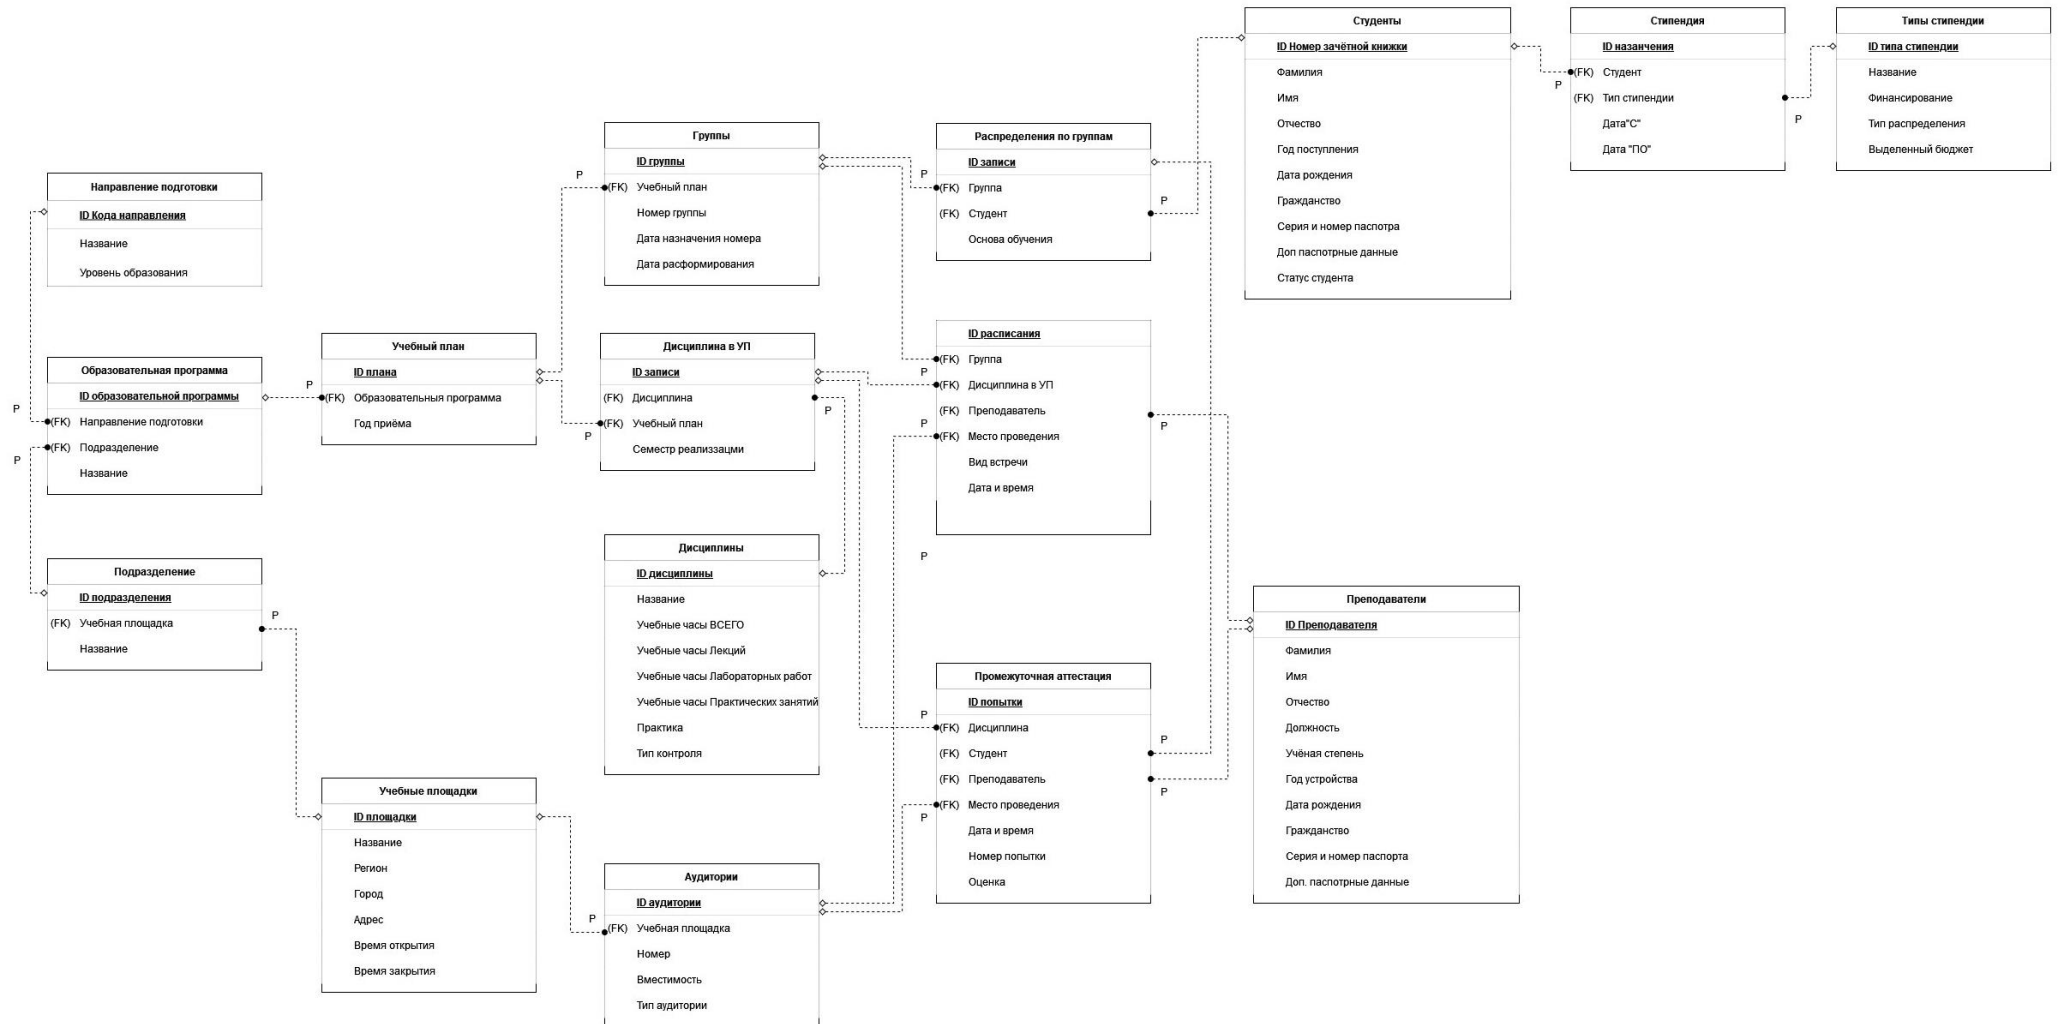 Направление подготовки
ID Кода направления
Название
Уровень образования
P
Образовательная программа
ID образовательной программы
(FK) Направление подготовки
(FK) Подразделение
Название
P
P
Подразделение
ID подразделения
(FK) Учебная площадка
Название
P
Учебный план
ID плана
(FK) Образовательныя программа
Год приёма
P
Учебные площадки
ID площадки
Название
Регион
Город
Адрес
Время открытия
Время закрытия
P
Группы
ID группы
(FK) Учебный план
Номер группы
Дата назначения номера
Дата расформирования
Дисциплина в УП
ID записи
(FK) Дисциплина
P
(FK) Учебный план
P
Семестр реализзацми
Дисциплины
ID дисциплины
Название
Учебные часы ВСЕГО
Учебные часы Лекций
Учебные часы Лабораторных работ
Учебные часы Практических занятий
Практика
Тип контроля
Аудитории
ID аудитории
P
(FK) Учебная площадка
Номер
Вместимость
Тип аудитории
Распределения по группам
ID записи
P
(FK) Группа
P
(FK) Студент
Основа обучения
ID расписания
(FK) Группа
P
(FK) Дисциплина в УП
(FK) Преподаватель
P
P
(FK) Место проведения
Вид встречи
Дата и время
P
Промежуточная аттестация
ID попытки
P
(FK) Дисциплина
P
(FK) Студент
(FK) Преподаватель
P
(FK) Место проведения
P
Дата и время
Номер попытки
Оценка
Студенты
ID Номер зачётной книжки
Фамилия
Имя
Отчество
Год поступления
Дата рождения
Гражданство
Серия и номер паспотра
Доп паспотрные данные
Статус студента
Преподаватели
ID Преподавателя
Фамилия
Имя
Отчество
Должность
Учёная степень
Год устройства
Дата рождения
Гражданство
Серия и номер паспорта
Доп. паспотрные данные
Стипендия
ID назанчения
(FK) Студент
P
(FK) Тип стипендии
P
Дата"С"
Дата "ПО"
Типы стипендии
ID типа стипендии
Название
Финансирование
Тип распределения
Выделенный бюджет